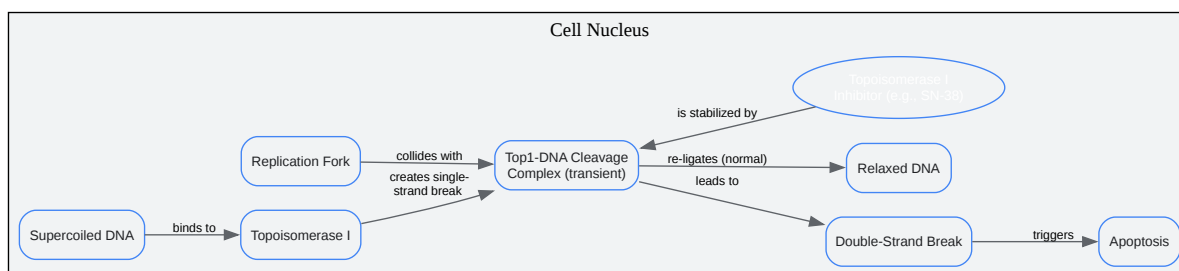 Cell Nucleus
Topoisomerase I
Inhibitor (e.g., SN-38)
is stabilized by
Replication Fork
collides with
Top1-DNA Cleavage
Complex (transient)
re-ligates (normal)
Relaxed DNA
creates single-
strand break
leads to
Supercoiled DNA
binds to
Topoisomerase I
Double-Strand Break
triggers
Apoptosis